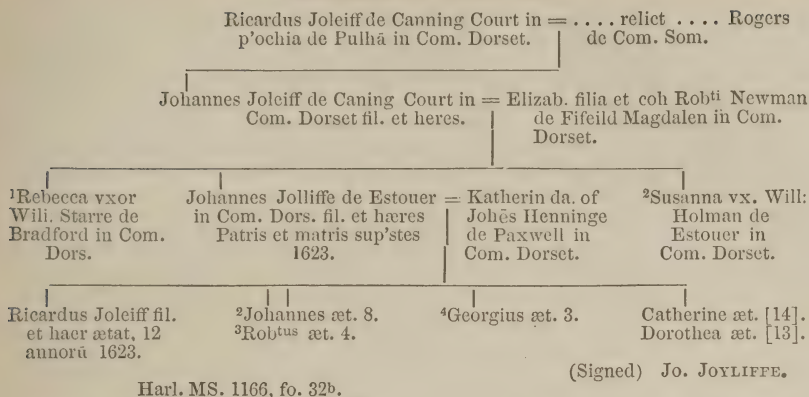 Ricardus Joleiff de Canning Court in = . . . . relict . . . . Rogers
p'ochia de Pulhā in Com. Dorset. de Com. Som.
Johannes Joleiff de Caning Court in = Elizab. filia et coh Robti Newman
Com. Dorset fil. et heres. de Fifeild Magdalen in Com.
Dorset.
1Rebecca vxor
Wili. Starre de
Bradford in Com.
Dors.
Johannes Jolliffe de Estouer =
in Com. Dors. fil. et hæres
Patris et matris sup'stes
1623.
Katherin da. of
Johēs Henninge
de Paxwell in
Com. Dorset.
2Susanna vx. Will:
Holman de
Estouer in
Com. Dorset.
Ricardus Joleiff fil.
et haer ætat, 12
annorū 1623.
2Johannes æt. 8.
3Robtus æt. 4.
4Georgius æt. 3.
Catherine æt. [14].
Dorothea æt. [13].
(Signed) Jo. JOYLIFFE.
Harl. MS. 1166, fo. 32b.